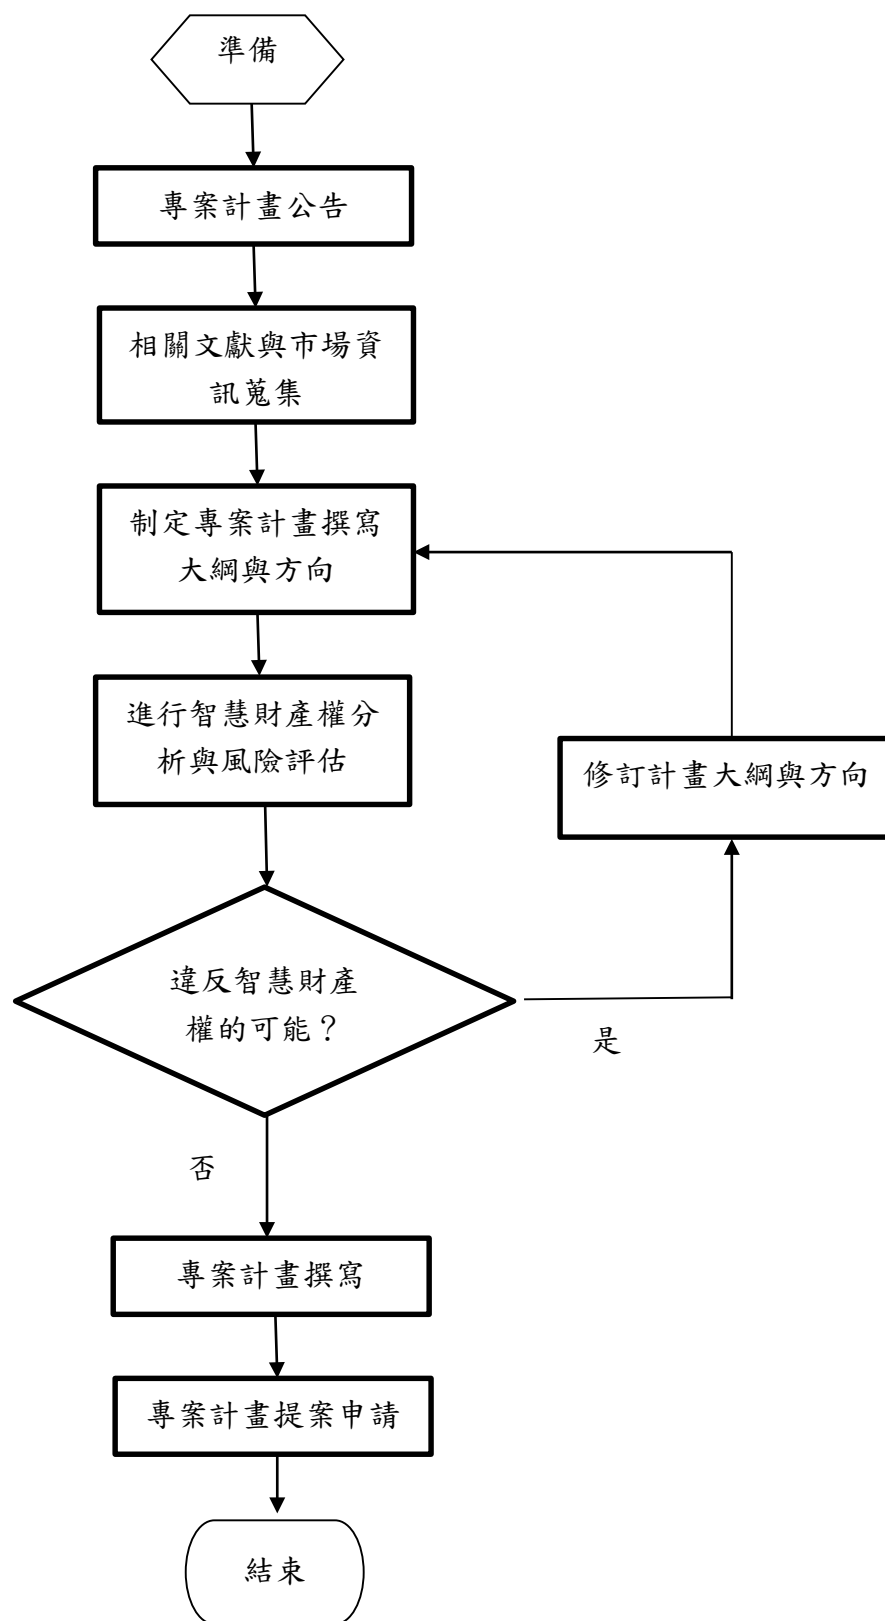 準備
專案計畫公告
相關文獻與市場資
訊蒐集
制定專案計畫撰寫
大綱與方向
進行智慧財產權分
析與風險評估
修訂計畫大綱與方向
違反智慧財產
權的可能？
是
否
專案計畫撰寫
專案計畫提案申請
結束